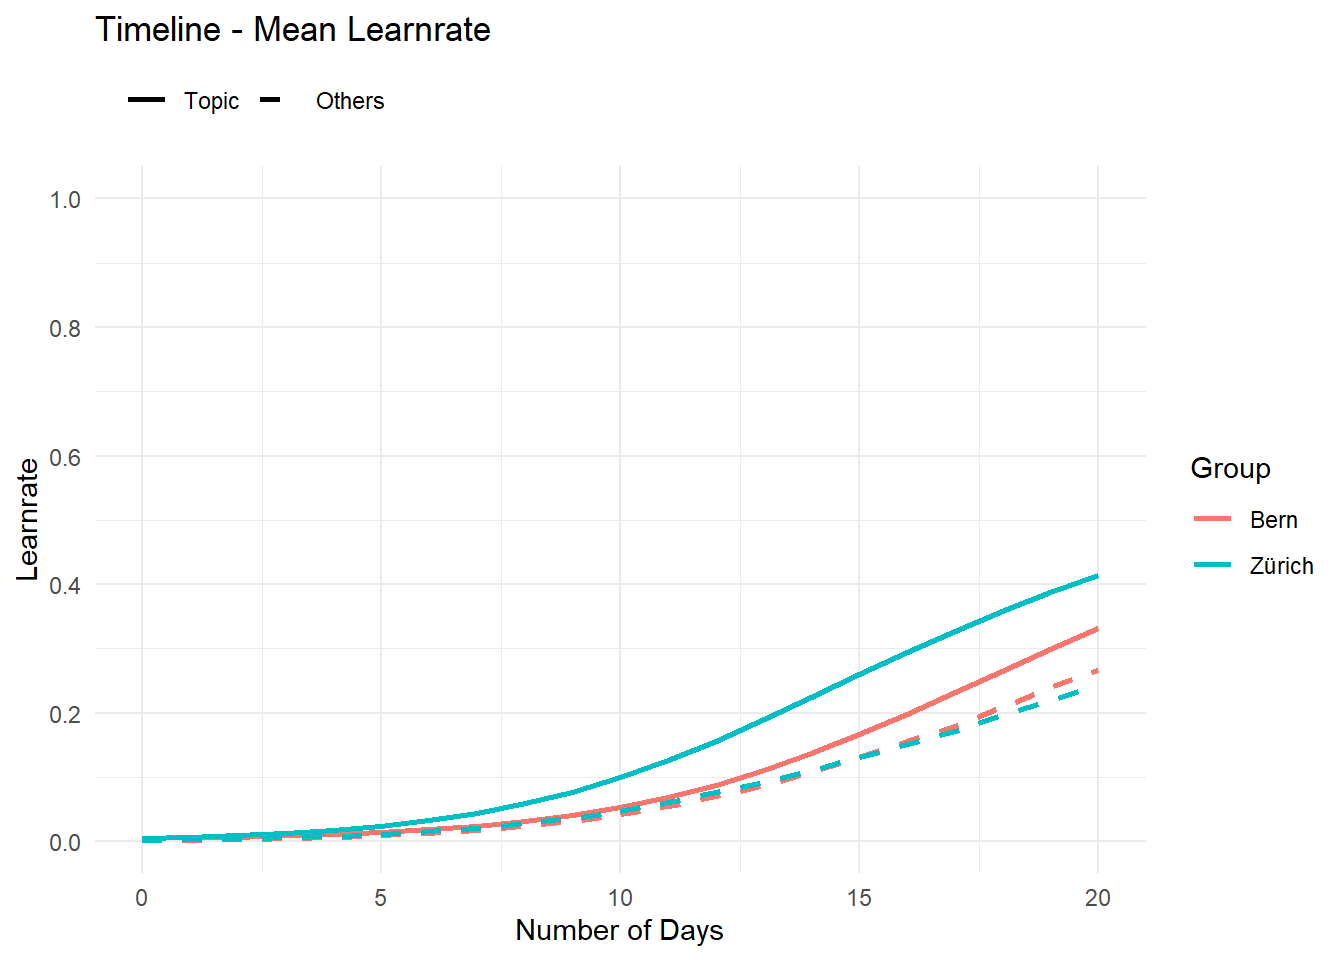 Timeline - Mean Learnrate
Topic Others
1.0
0.8
0.6
0.4
0.2
0.0
Learnrate
0 5 10 15 20
Number of Days
Group
Bern
Zürich